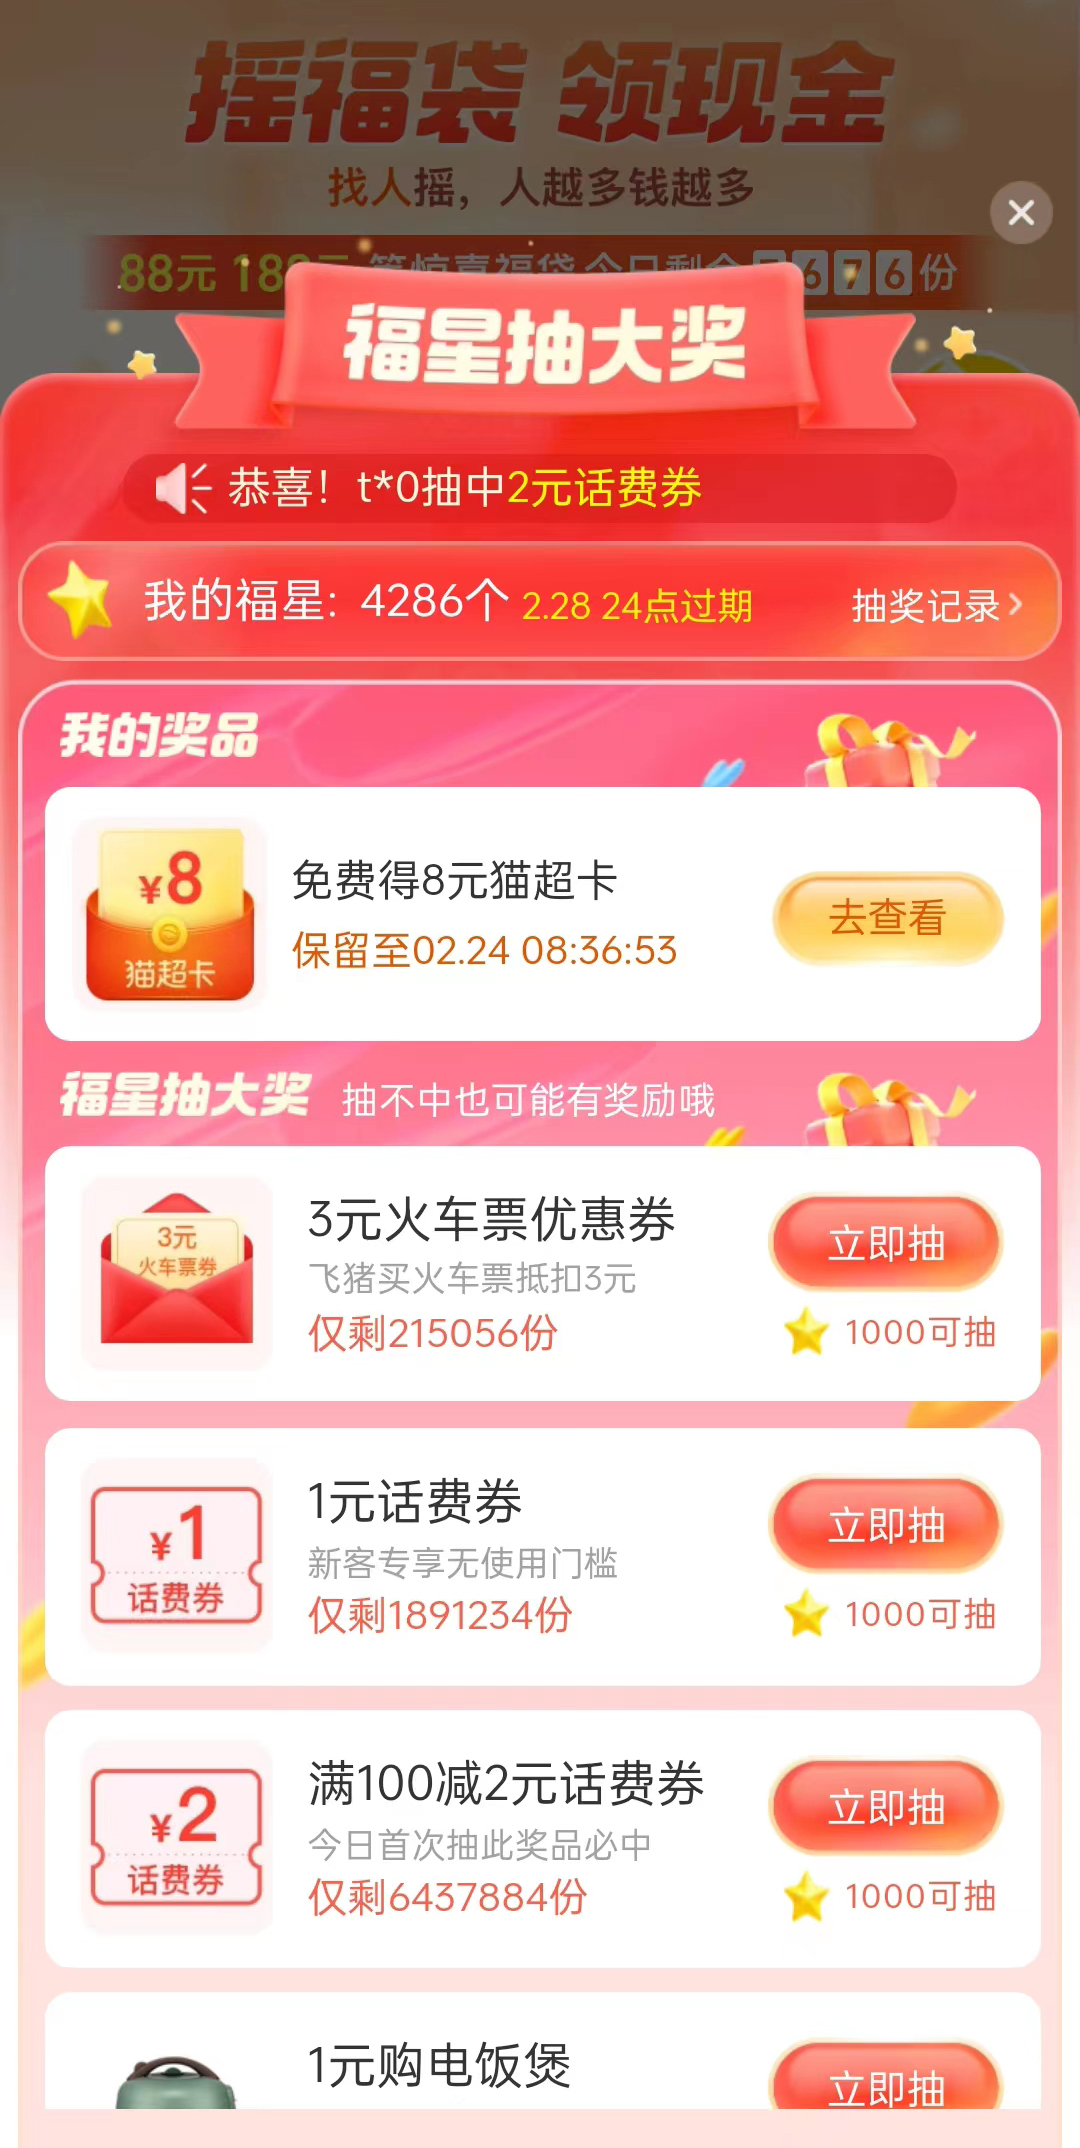 摇福袋 领现金
找人摇，人越多钱越多
88元 18
676份
福星抽大奖
恭喜！t*0抽中2元话费券
我的福星: 4286个 2.28 24点过期 抽奖记录
我的奖品
¥8
猫超卡
免费得8元猫超卡
保留至02.24 08:36:53
去查看
福星抽大奖 抽不中也可能有奖励哦
3元
火车票券
3元火车票优惠券
飞猪买火车票抵扣3元
仅剩215056份
立即抽
1000可抽
¥1
话费券
1元话费券
新客专享无使用门槛
仅剩1891234份
立即抽
1000可抽
¥2
话费券
满100减2元话费券
今日首次抽此奖品必中
仅剩6437884份
立即抽
1000可抽
1元购电饭煲
立即抽